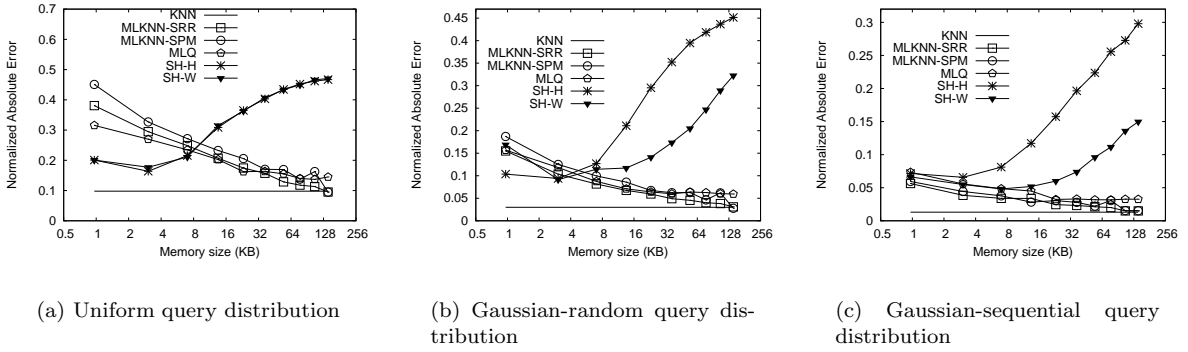 Normalized Absolute Error
0.7
0.6
0.5
0.4
0.3
0.2
0.1
0
0.5 1 2 4 8 16 32 64 128 256
Memory size (KB)
KNN
MLKNN-SRR
MLKNN-SPM
MLQ
SH-H
SH-W
(a) Uniform query distribution
Normalized Absolute Error
0.45
0.4
0.35
0.3
0.25
0.2
0.15
0.1
0.05
0
0.5 1 2 4 8 16 32 64 128 256
Memory size (KB)
KNN
MLKNN-SRR
MLKNN-SPM
MLQ
SH-H
SH-W
(b) Gaussian-random query dis-
tribution
Normalized Absolute Error
0.3
0.25
0.2
0.15
0.1
0.05
0
0.5 1 2 4 8 16 32 64 128 256
Memory size (KB)
KNN
MLKNN-SRR
MLKNN-SPM
MLQ
SH-H
SH-W
(c) Gaussian-sequential query
distribution